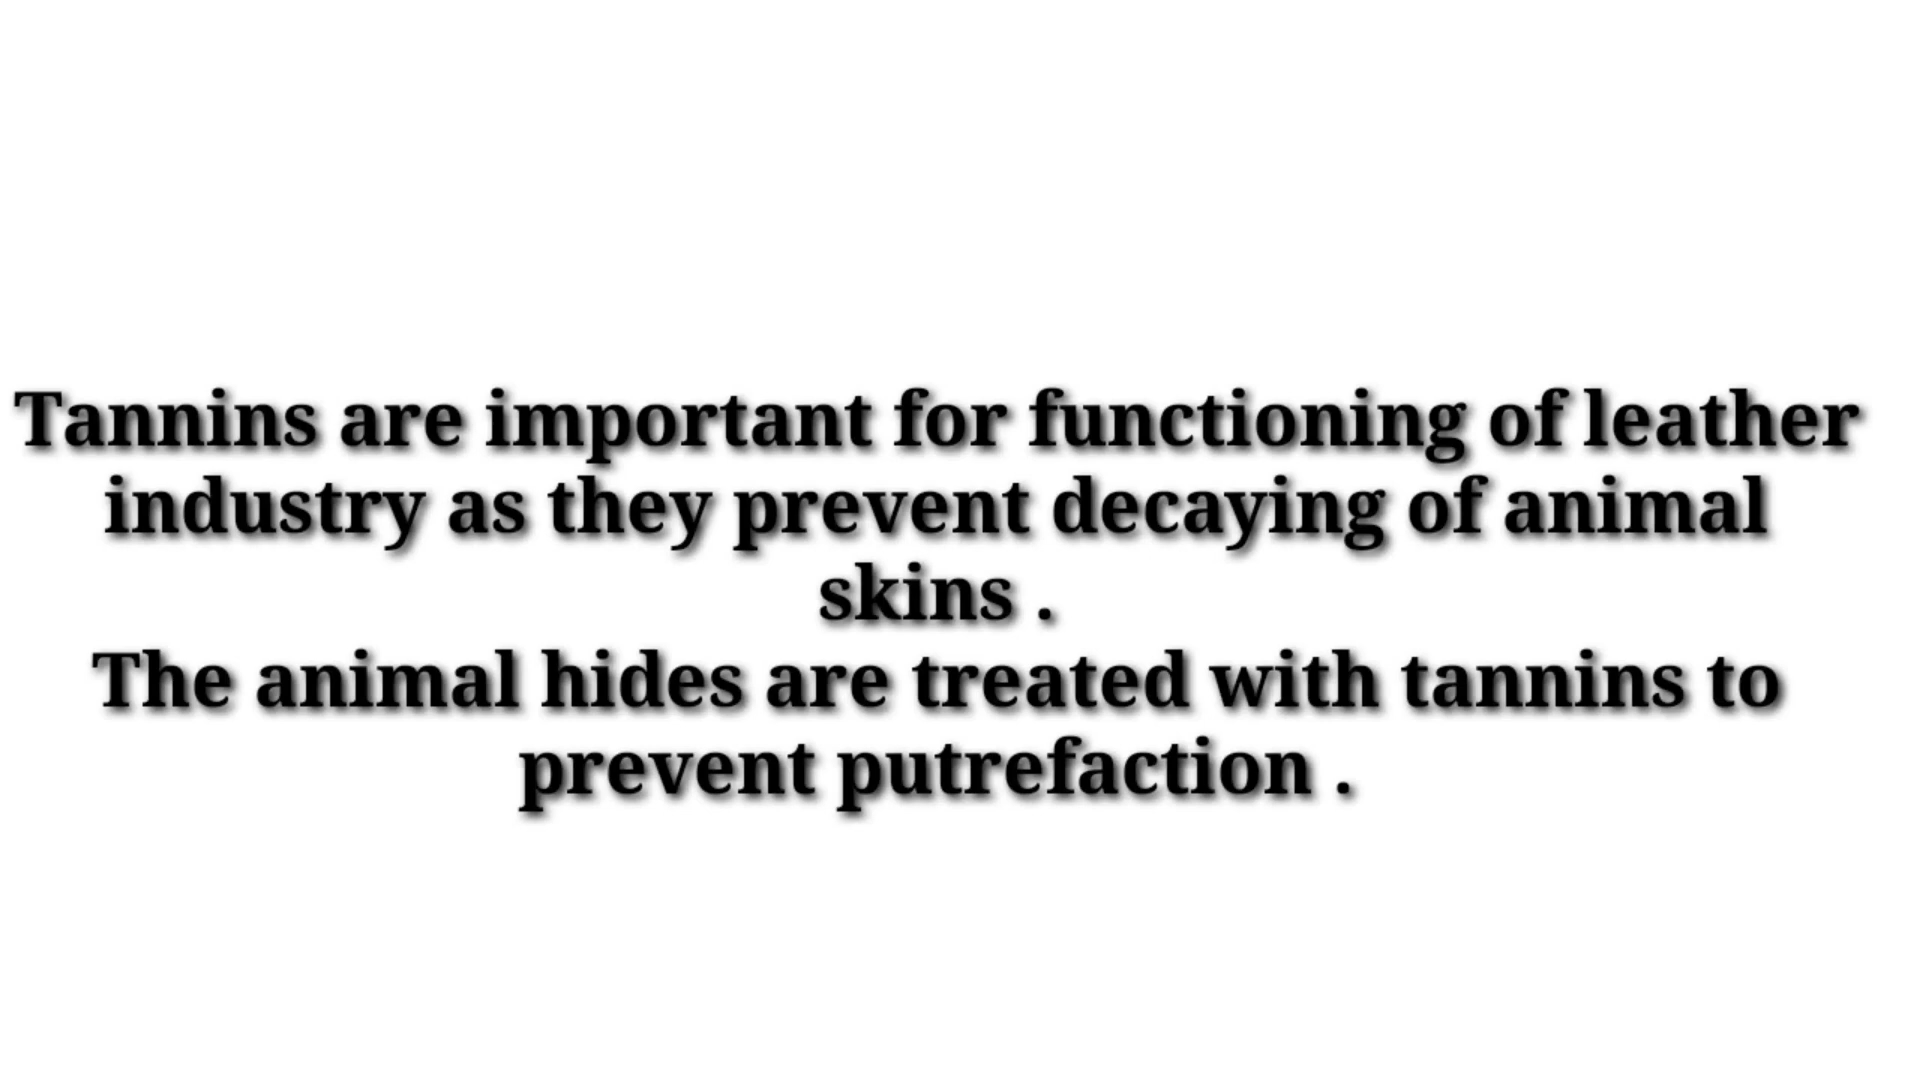 Tannins are important for functioning of leather
industry as they prevent decaying of animal
skins .
The animal hides are treated with tannins to
prevent putrefaction .